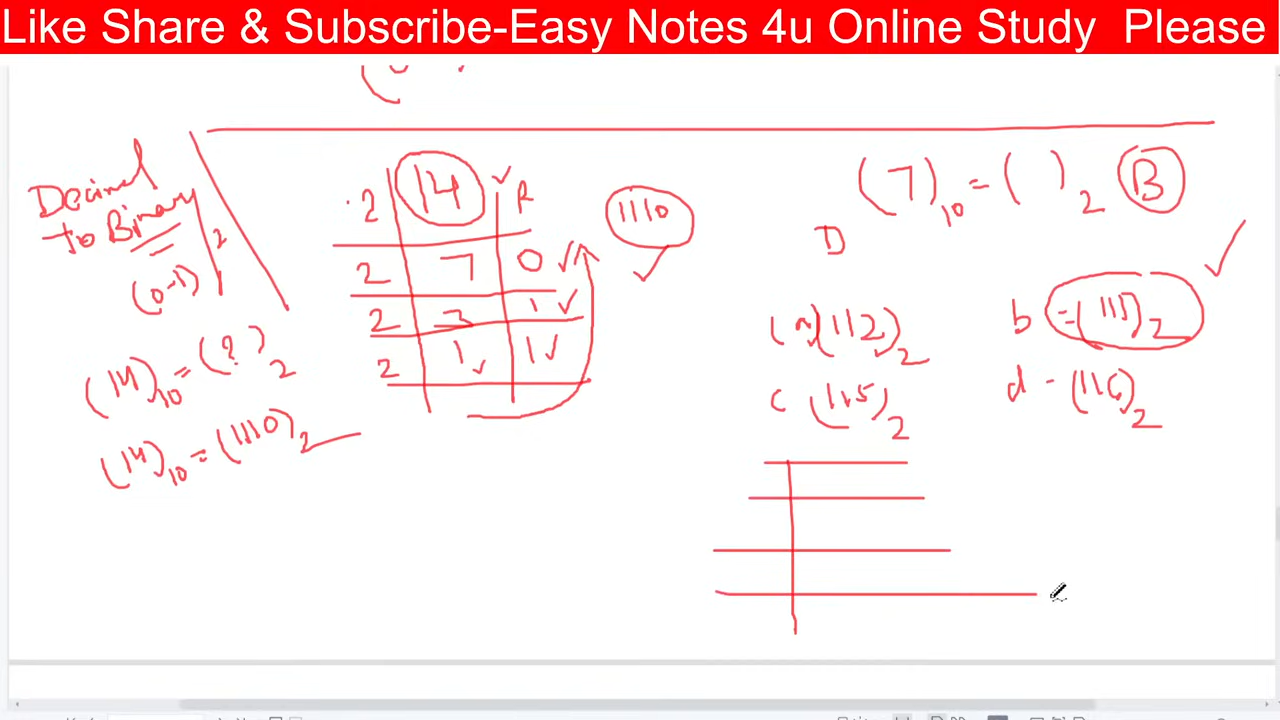 Like Share & Subscribe-Easy Notes 4u Online Study Please
Decimal
to Binary
2
(0-1)
(14)10 = (?)2
(14)10 = (1110)2
2 14 R
2 7 0
2 3 1
2 1 1
1110
(7)10 = ( )2 B
D
(112)2
b = (111)2
c (115)2
d - (116)2